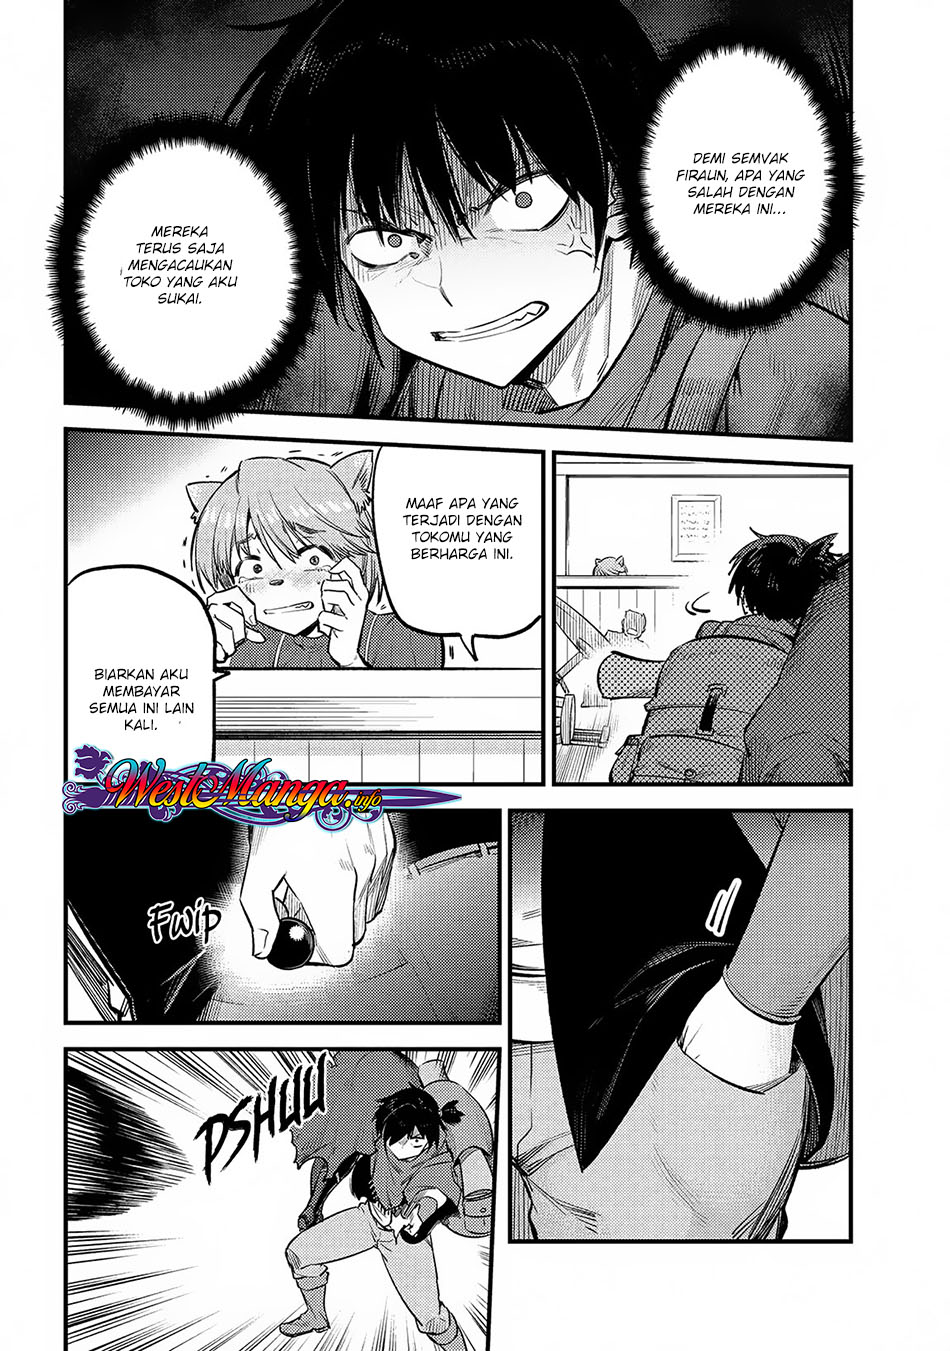 DEMI SEMVAK
FIRAUN, APA YANG
SALAH DENGAN
MEREKA INI...
MEREKA
TERUS SAJA
MENGACAUKAN
TOKO YANG AKU
SUKAI.
MAAF APA YANG
TERJADI DENGAN
TOKOMU YANG
BERHARGA INI.
BIARKAN AKU
MEMBAYAR
SEMUA INI LAIN
KALI.
WestManga.info
FWIP
PSHUU